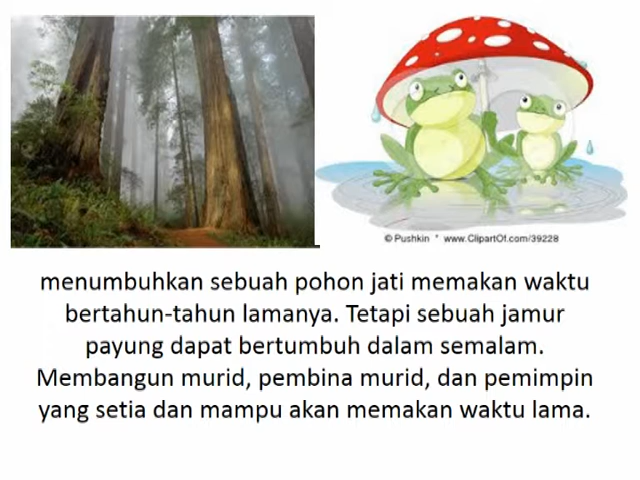 © Pushkin * www.ClipartOf.com/39228
menumbuhkan sebuah pohon jati memakan waktu
bertahun-tahun lamanya. Tetapi sebuah jamur
payung dapat bertumbuh dalam semalam.
Membangun murid, pembina murid, dan pemimpin
yang setia dan mampu akan memakan waktu lama.